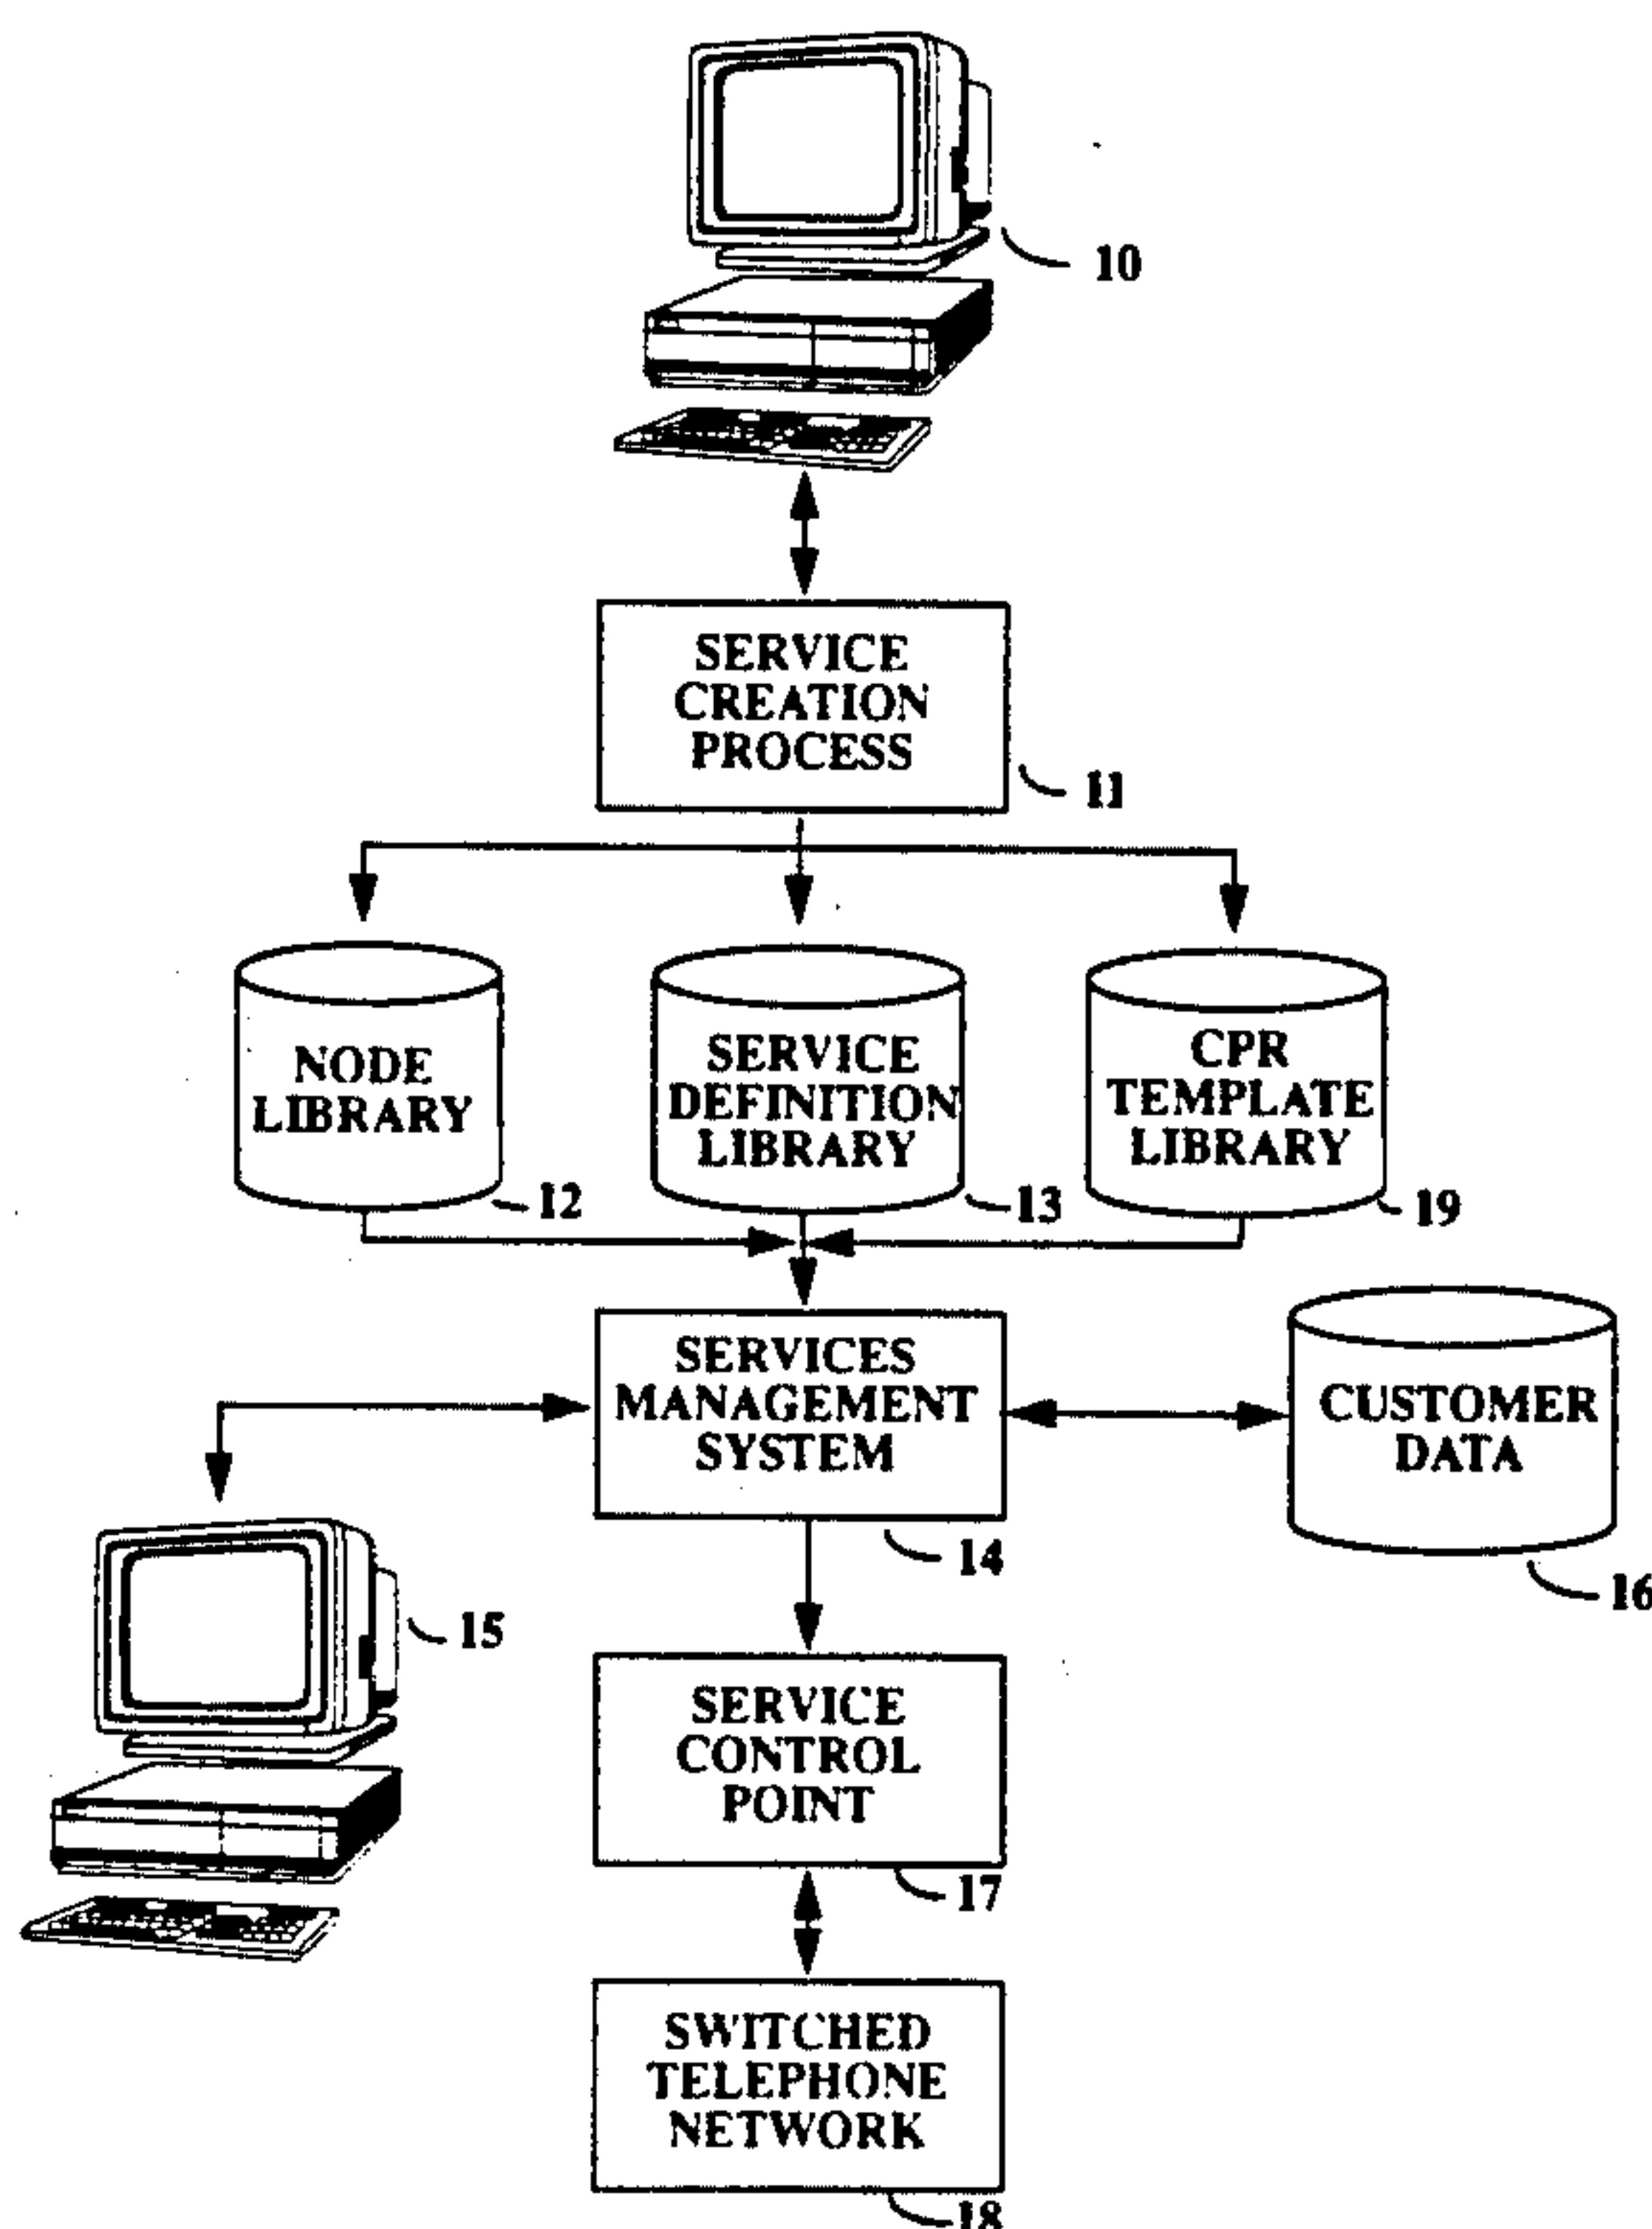 10
SERVICE
CREATION
PROCESS
11
NODE
LIBRARY
12
SERVICE
DEFINITION
LIBRARY
13
CPR
TEMPLATE
LIBRARY
19
SERVICES
MANAGEMENT
SYSTEM
14
CUSTOMER
DATA
16
15
SERVICE
CONTROL
POINT
17
SWITCHED
TELEPHONE
NETWORK
18